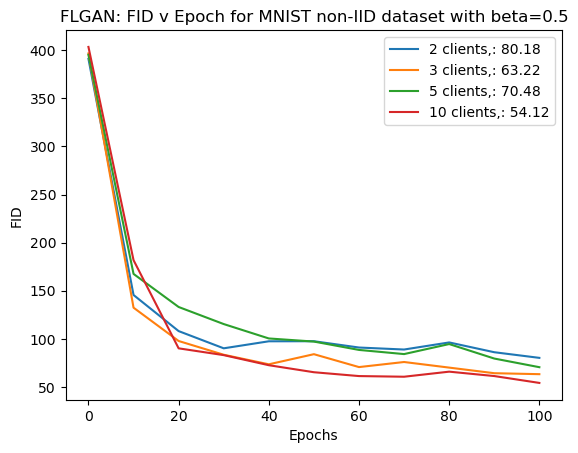 FLGAN: FID v Epoch for MNIST non-IID dataset with beta=0.5
400
350
300
250
200
150
100
50
FID
2 clients,: 80.18
3 clients,: 63.22
5 clients,: 70.48
10 clients,: 54.12
0
20
40
60
80
100
Epochs